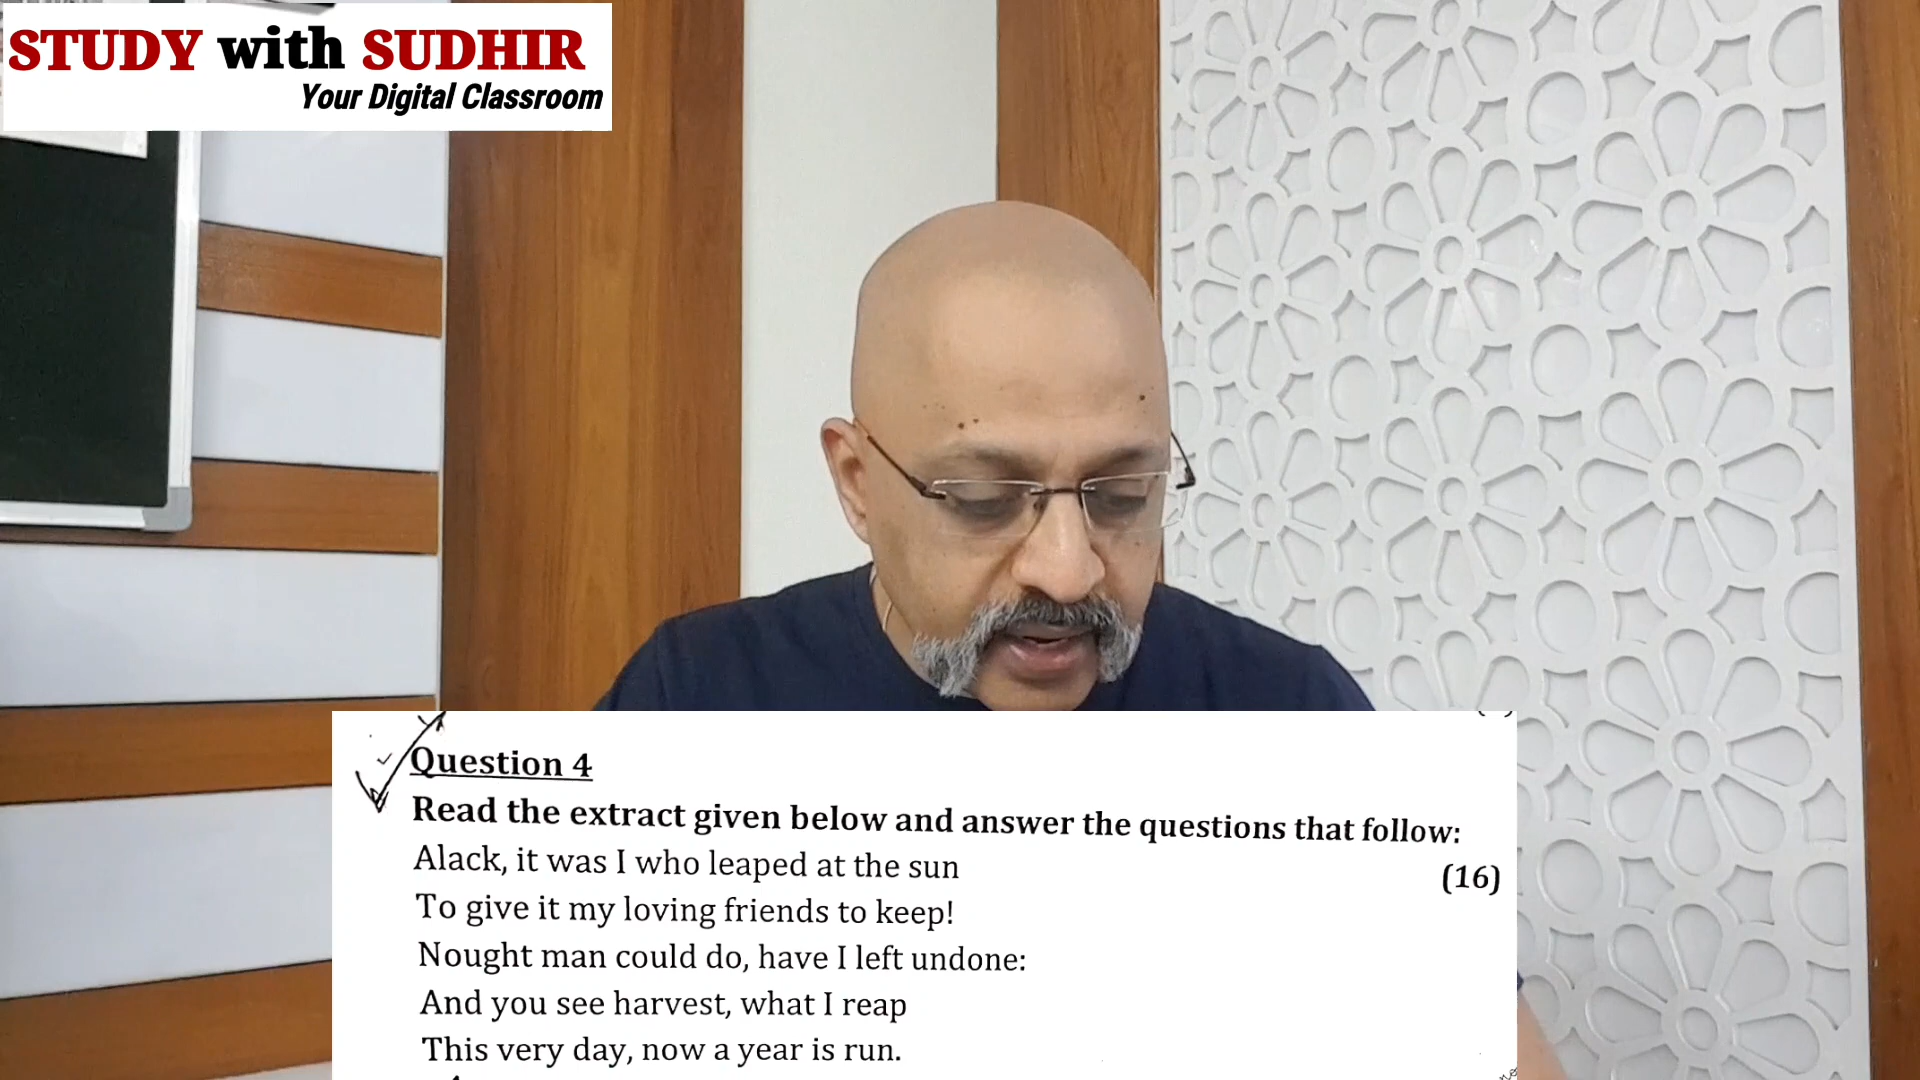 STUDY with SUDHIR
Your Digital Classroom
Question 4
Read the extract given below and answer the questions that follow:
(16)
Alack, it was I who leaped at the sun
To give it my loving friends to keep!
Nought man could do, have I left undone:
And you see harvest, what I reap
This very day, now a year is run.